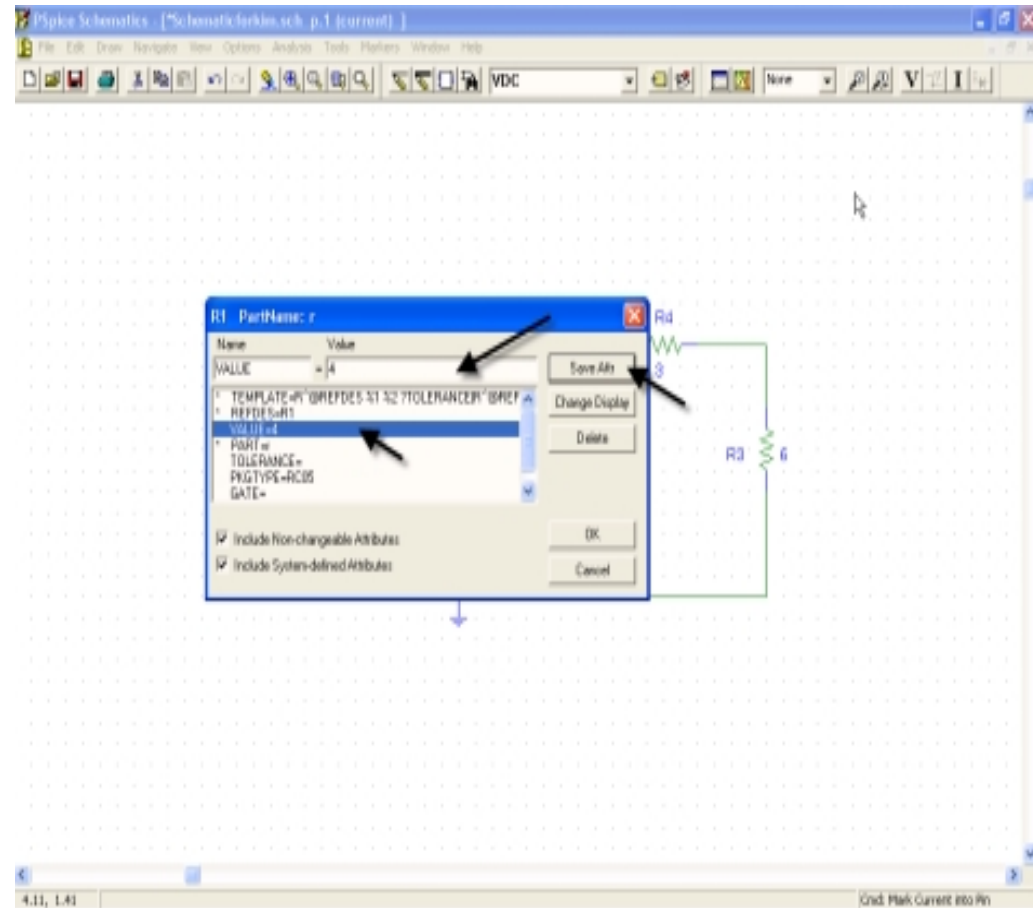 PSpice Schematics - [*Schematicforkim.sch p.1 (current) ]
File Edit Draw Navigate View Options Analysis Tools Markers Window Help
VDC
None
V
I
R1 PartName: r
Name Value
VALUE = 4
Save Attr
* TEMPLATE=R^@REFDES %1 %2 ?TOLERANCE|R^@REF
* REFDES=R1
VALUE=4
* PART=r
TOLERANCE=
PKGTYPE=RC05
GATE=
Change Display
Delete
Include Non-changeable Attributes
Include System-defined Attributes
OK
Cancel
R4
R3 6
4.11, 1.41
Cmd: Mark Current into Pin